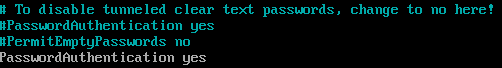 # To disable tunneled clear text passwords, change to no here!
#PasswordAuthentication yes
#PermitEmptyPasswords no
PasswordAuthentication yes